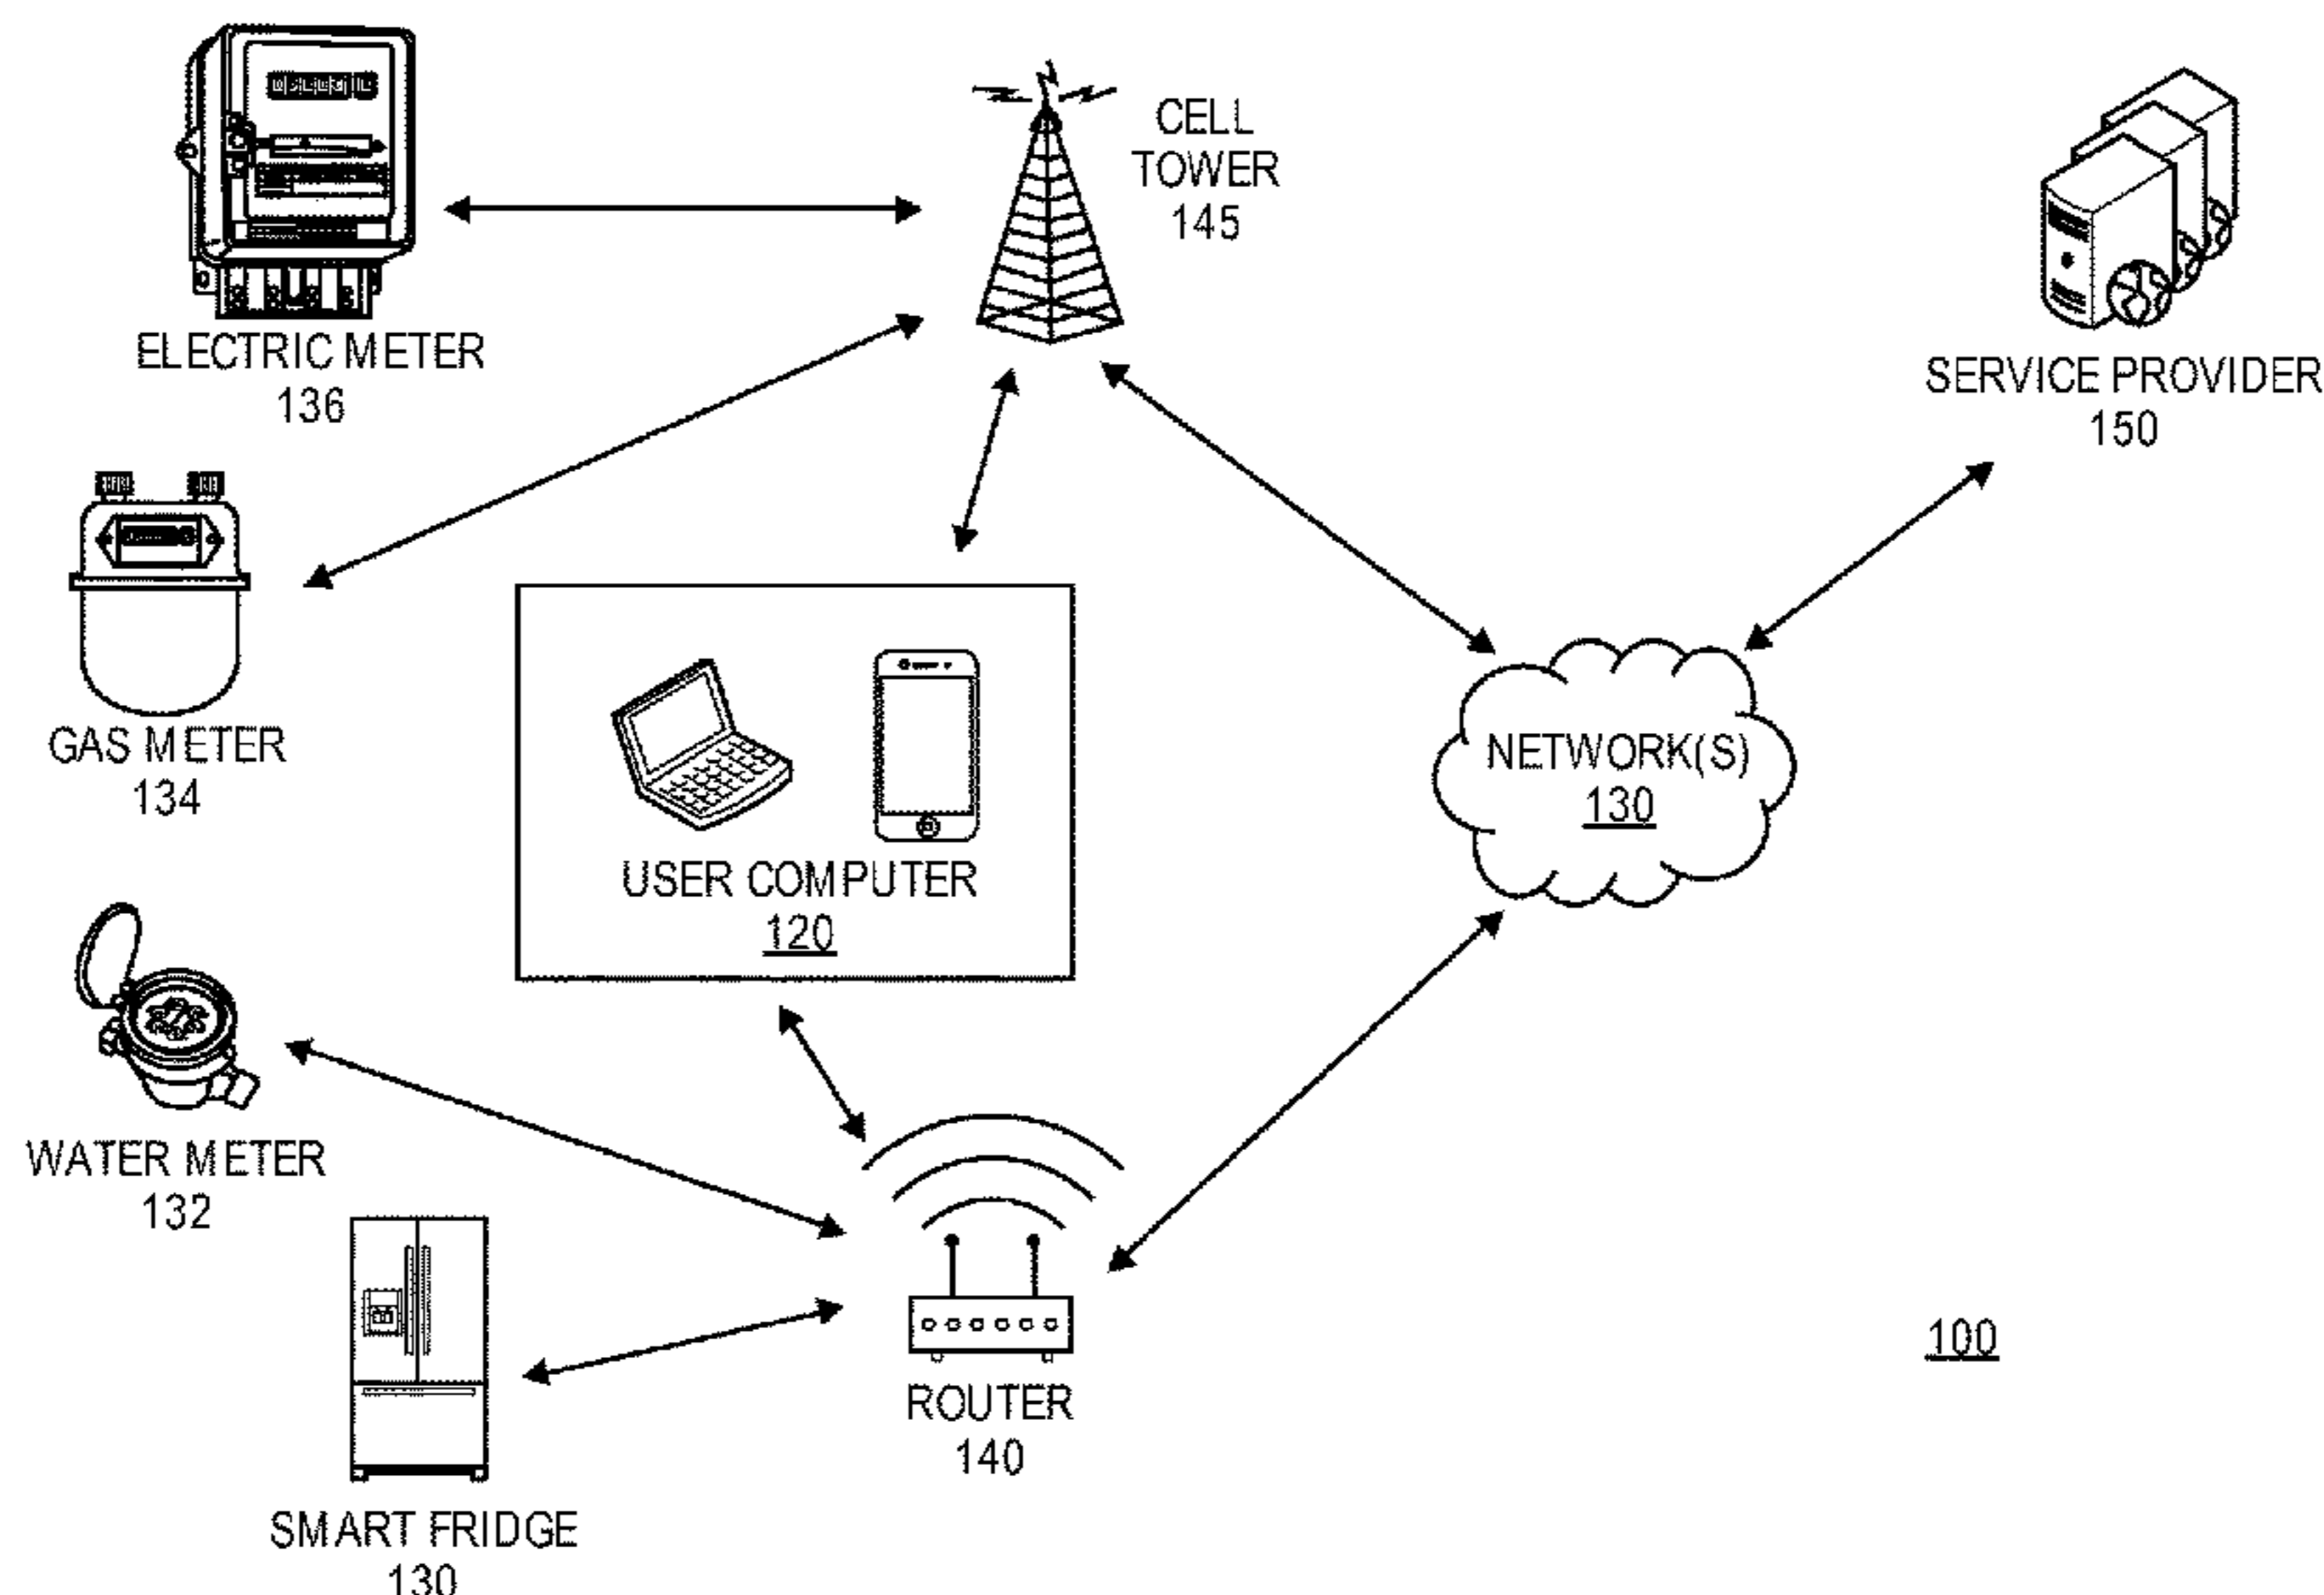 CELL
TOWER
145
ELECTRIC METER
136
SERVICE PROVIDER
150
GAS METER
134
NETWORK(S)
130
USER COMPUTER
120
WATER METER
132
100
ROUTER
140
SMART FRIDGE
130